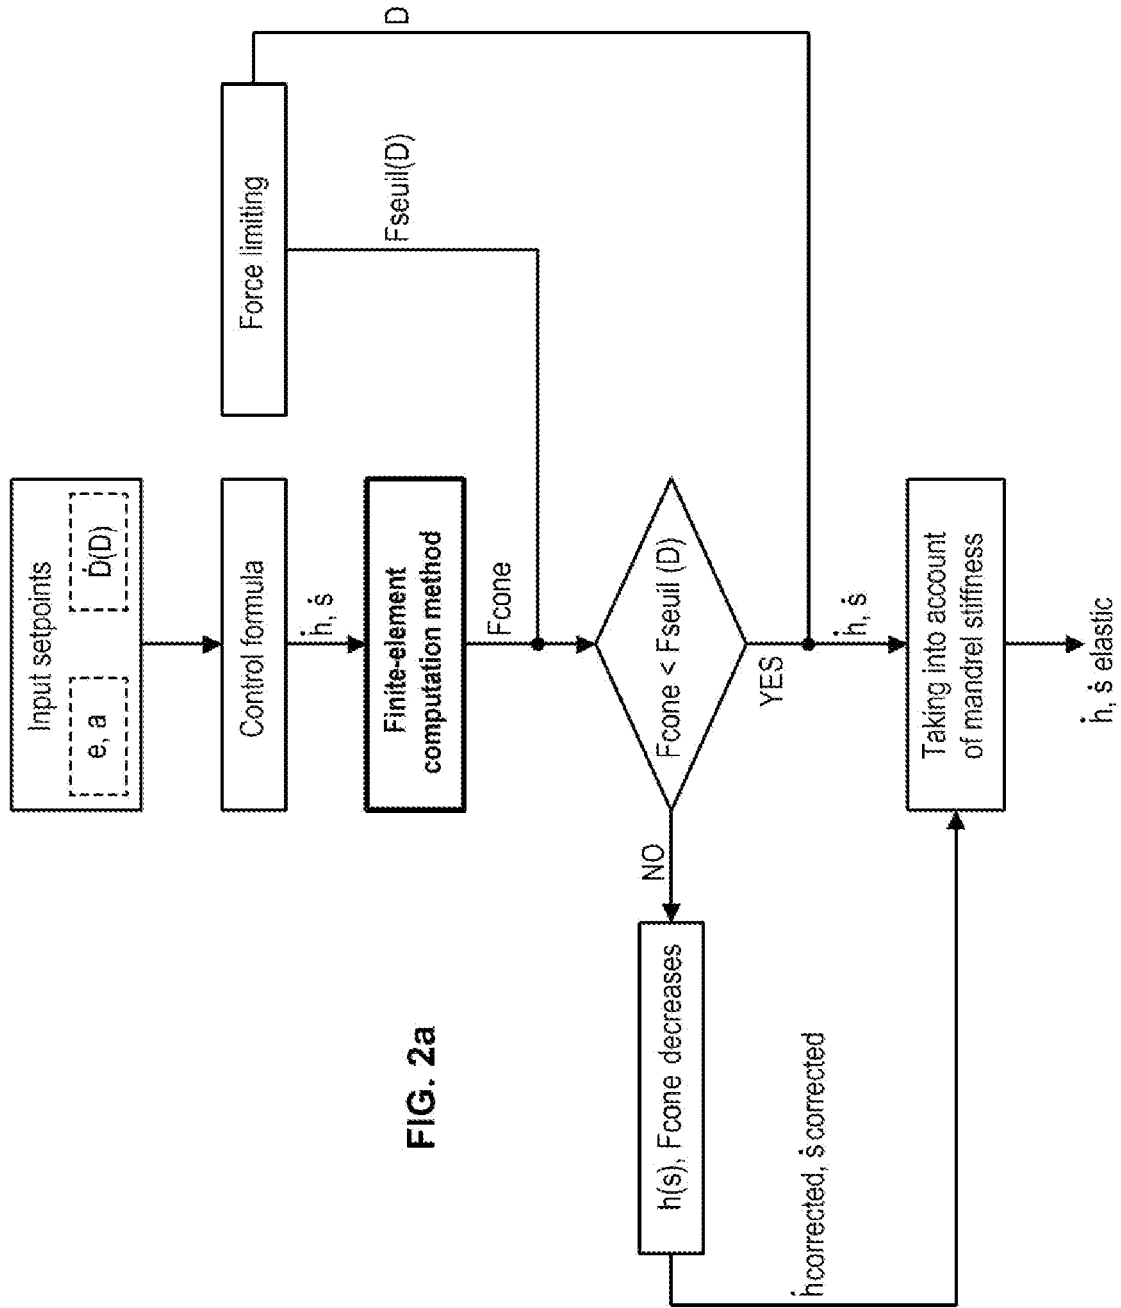 Input setpoints
e, a
Ḋ(D)
Control formula
ḣ, ṡ
Finite-element
computation method
Fcone
Force limiting
Fseuil(D)
D
Fcone < Fseuil (D)
YES
NO
ḣ, ṡ
h(s), Fcone decreases
ḣcorrected, ṡ corrected
Taking into account
of mandrel stiffness
ḣ, ṡ elastic
FIG. 2a